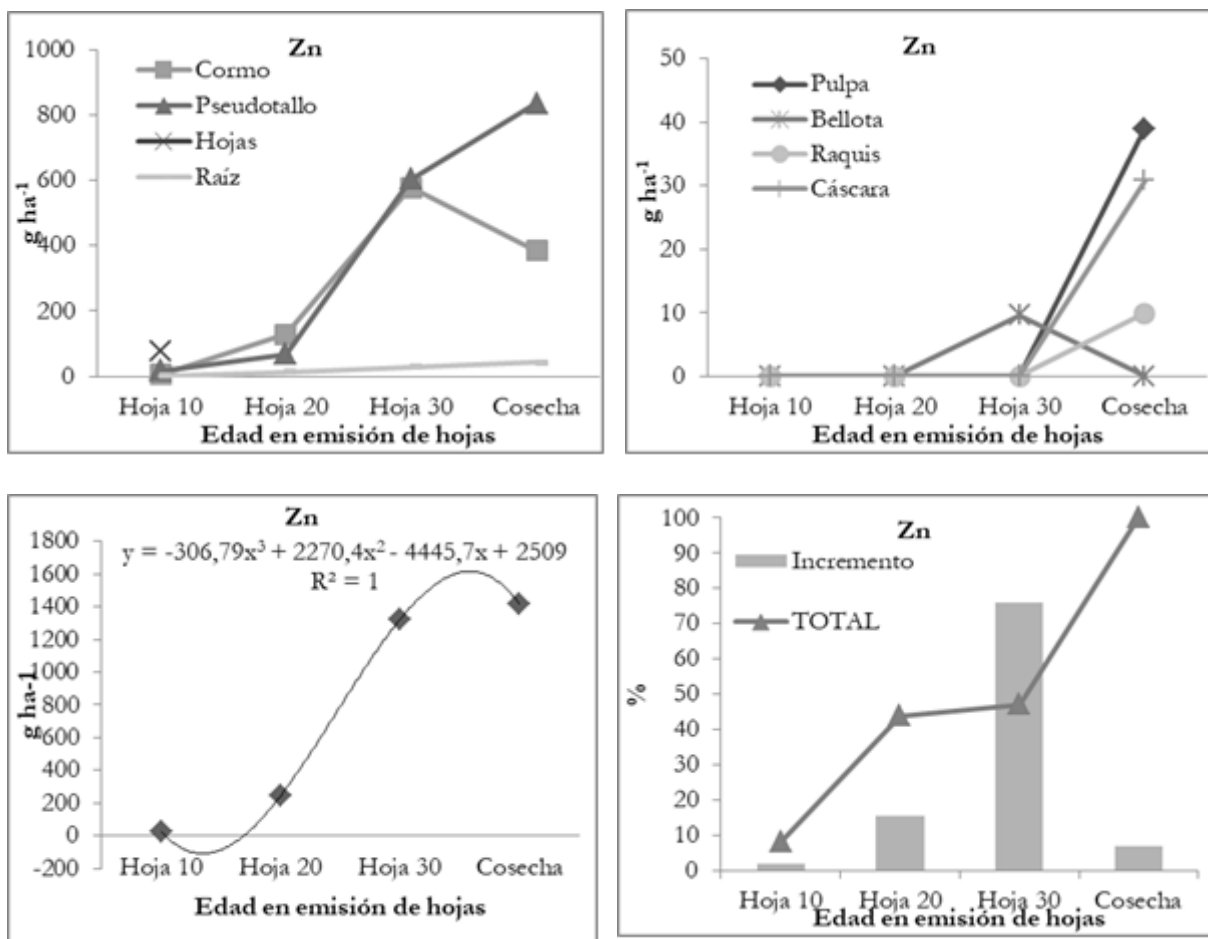 Zn
1000
800
600
400
200
0
g ha-1
Cormo
Pseudotallo
Hojas
Raíz
Hoja 10 Hoja 20 Hoja 30 Cosecha
Edad en emisión de hojas
Zn
50
40
30
20
10
0
g ha-1
Pulpa
Bellota
Raquis
Cáscara
Hoja 10 Hoja 20 Hoja 30 Cosecha
Edad en emisión de hojas
Zn
y = -306,79x³ + 2270,4x² - 4445,7x + 2509
R² = 1
1800
1600
1400
1200
1000
800
600
400
200
0
-200
g ha-1
Hoja 10 Hoja 20 Hoja 30 Cosecha
Edad en emisión de hojas
Zn
100
90
80
70
60
50
40
30
20
10
0
%
Incremento
TOTAL
Hoja 10 Hoja 20 Hoja 30 Cosecha
Edad en emisión de hojas